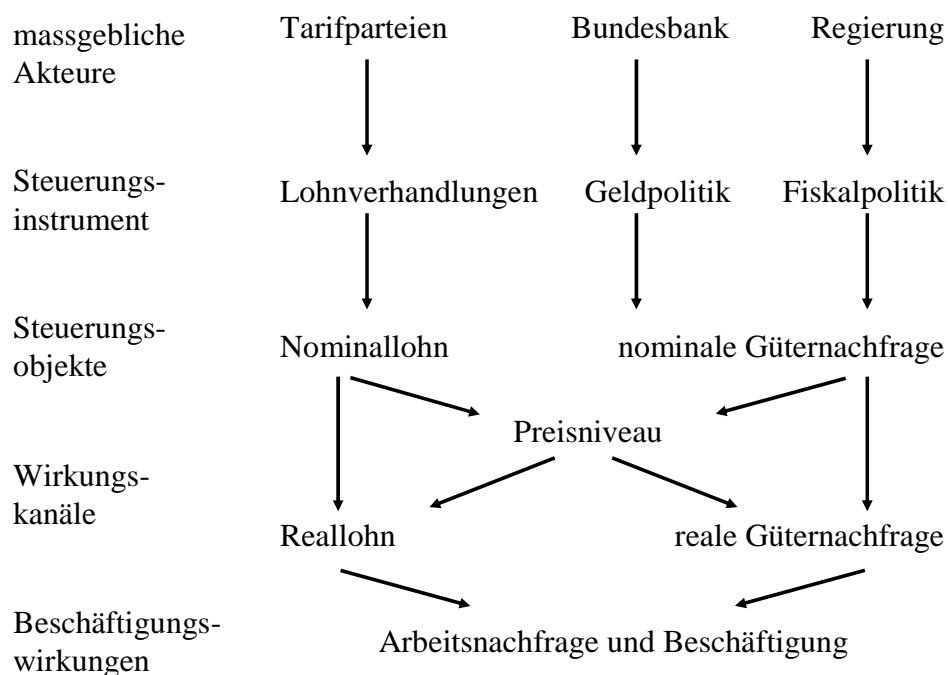 massgebliche Akteure
Tarifparteien Bundesbank Regierung
Steuerungs-
instrument
Lohnverhandlungen Geldpolitik Fiskalpolitik
Steuerungs-
objekte
Nominallohn nominale Güternachfrage
Preisniveau
Wirkungs-
kanäle
Reallohn reale Güternachfrage
Beschäftigungs-
wirkungen
Arbeitsnachfrage und Beschäftigung